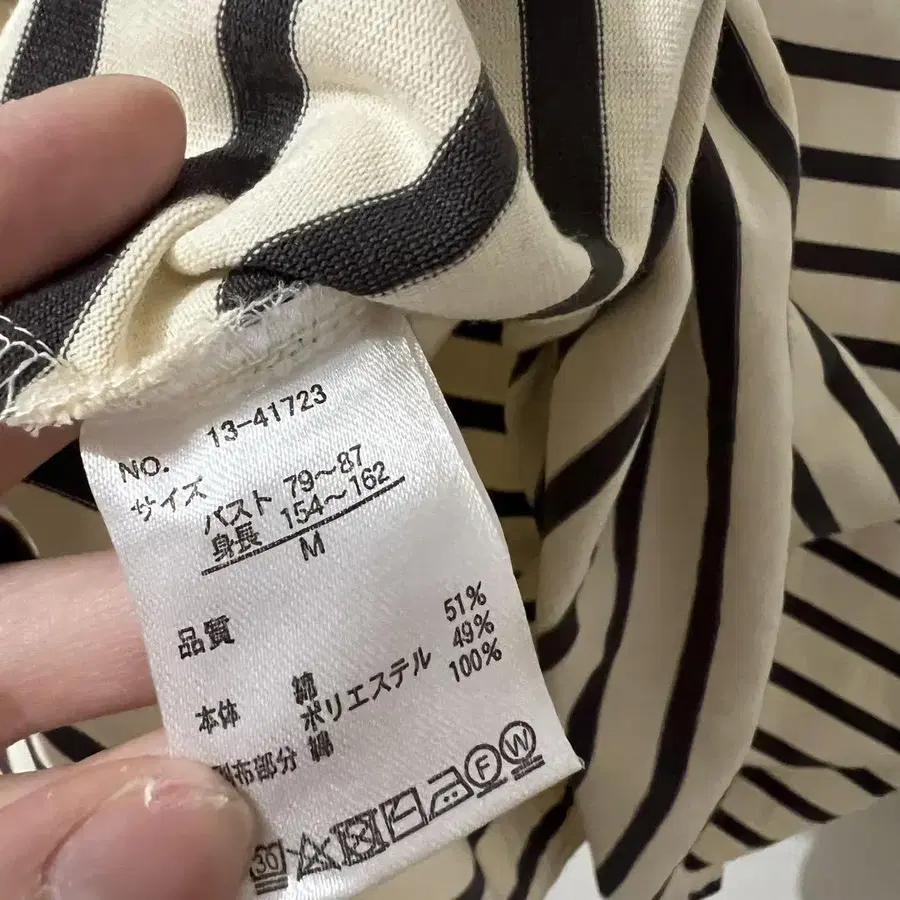 NO. 13-41723
サイズ バスト 79〜87
身長 154〜162
M
品質
本体 綿 51%
ポリエステル 49%
別布部分 綿 100%
30
F W